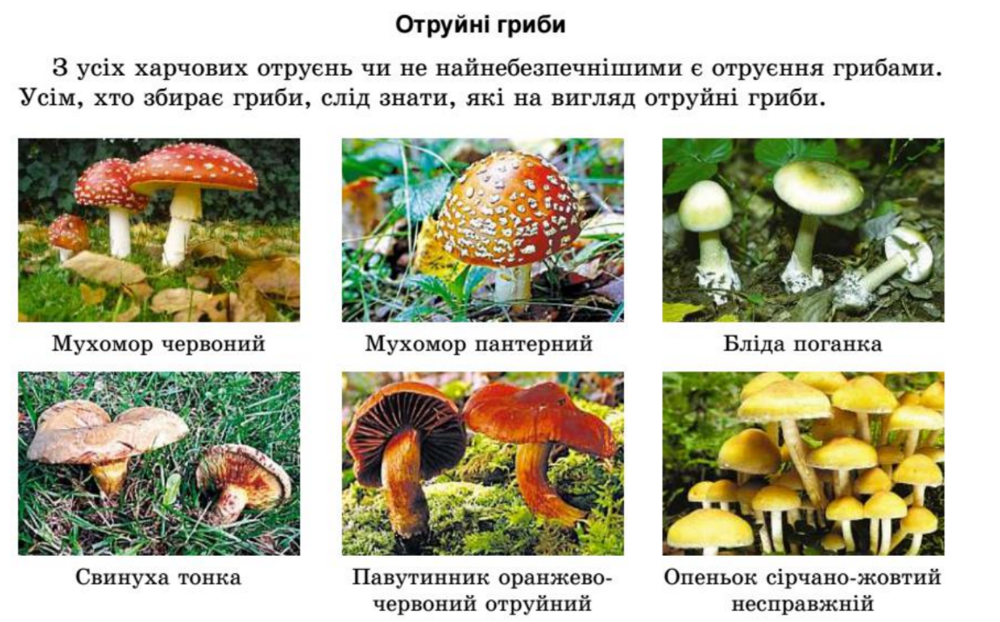 Отруйні гриби
З усіх харчових отруєнь чи не найнебезпечнішими є отруєння грибами.
Усім, хто збирає гриби, слід знати, які на вигляд отруйні гриби.
Мухомор червоний
Мухомор пантерний
Бліда поганка
Свинуха тонка
Павутинник оранжево-
червоний отруйний
Опеньок сірчано-жовтий
несправжній